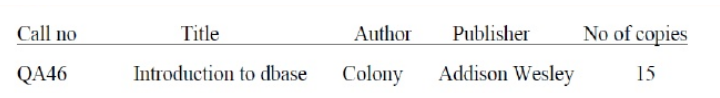 Call no Title Author Publisher No of copies
QA46 Introduction to dbase Colony Addison Wesley 15